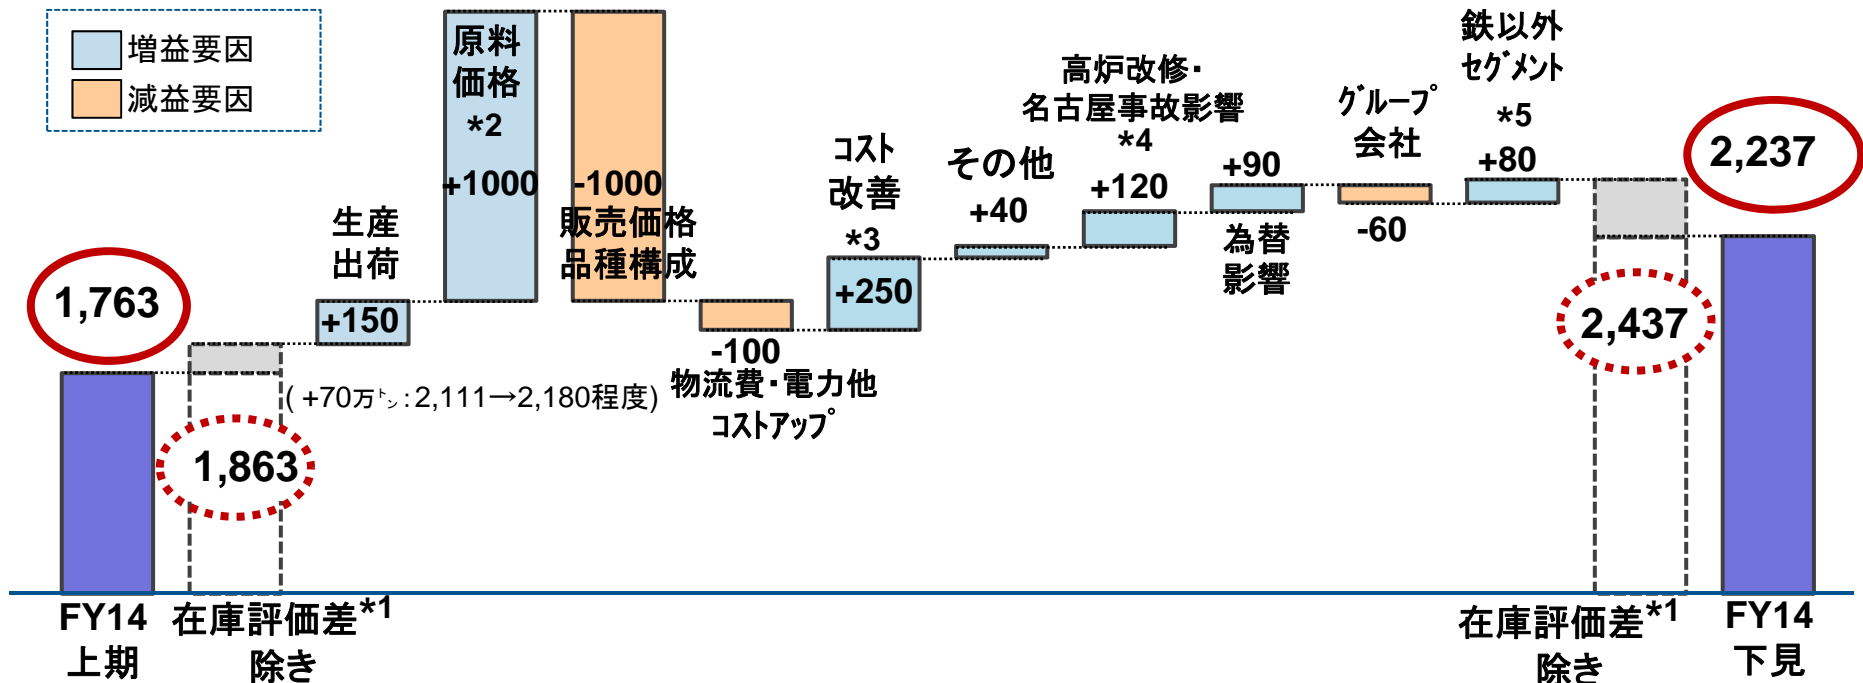 増益要因
減益要因
1,763
FY14
上期
1,863
在庫評価差*1
除き
生産
出荷
+150
( +70万トン:2,111→2,180程度)
原料
価格
*2
+1000
-1000
販売価格
品種構成
-100
物流費・電力他
コストアップ
コスト
改善
*3
+250
その他
+40
高炉改修・
名古屋事故影響
*4
+120
+90
為替
影響
グループ
会社
-60
鉄以外
セグメント
*5
+80
2,437
在庫評価差*1
除き
2,237
FY14
下見